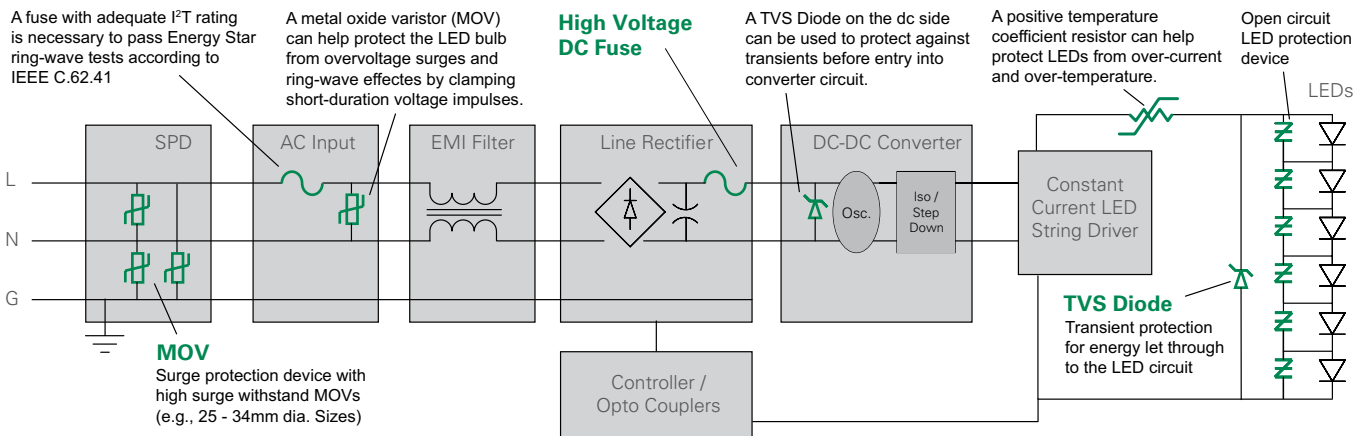 A fuse with adequate I²T rating
is necessary to pass Energy Star
ring-wave tests according to
IEEE C.62.41
A metal oxide varistor (MOV)
can help protect the LED bulb
from overvoltage surges and
ring-wave effectes by clamping
short-duration voltage impulses.
High Voltage
DC Fuse
A TVS Diode on the dc side
can be used to protect against
transients before entry into
converter circuit.
A positive temperature
coefficient resistor can help
protect LEDs from over-current
and over-temperature.
Open circuit
LED protection
device
LEDs
SPD
AC Input
EMI Filter
Line Rectifier
DC-DC Converter
L
N
G
Osc.
Iso /
Step
Down
Constant
Current LED
String Driver
MOV
Surge protection device with
high surge withstand MOVs
(e.g., 25 - 34mm dia. Sizes)
Controller /
Opto Couplers
TVS Diode
Transient protection
for energy let through
to the LED circuit